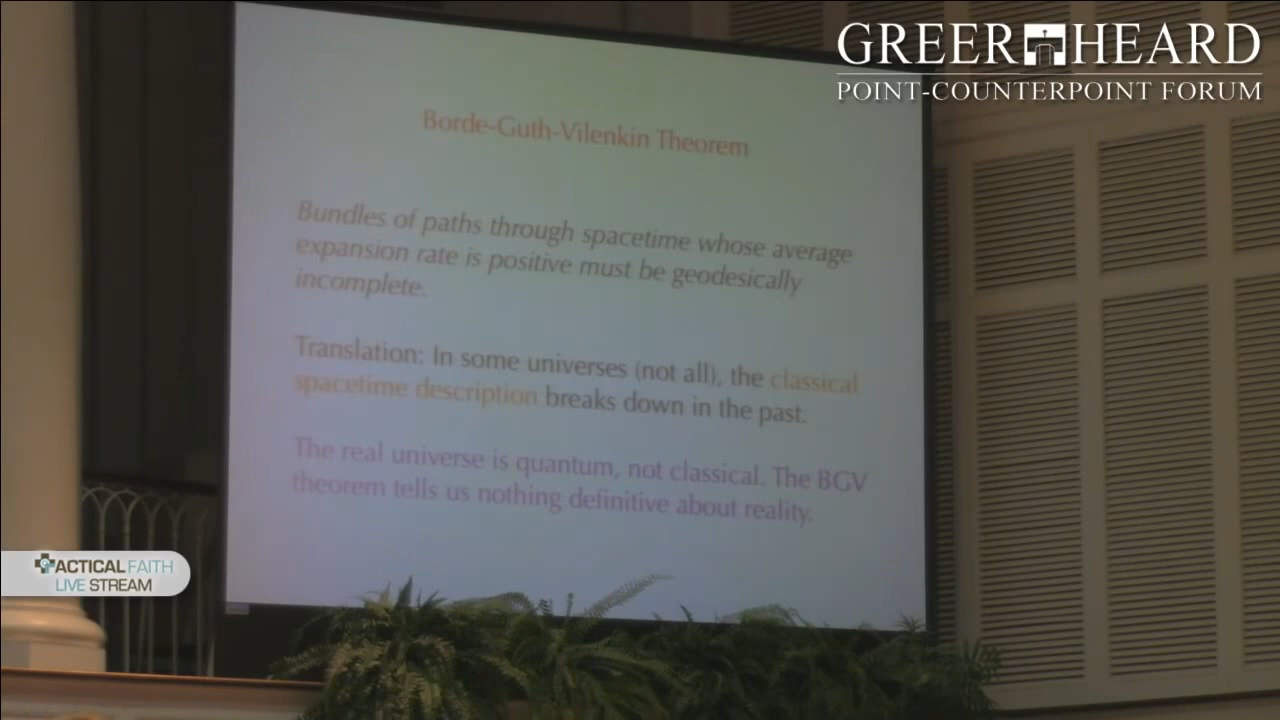 GREER HEARD
POINT-COUNTERPOINT FORUM
Borde-Guth-Vilenkin Theorem
Bundles of paths through spacetime whose average
expansion rate is positive must be geodesically
incomplete.
Translation: In some universes (not all), the classical
spacetime description breaks down in the past.
The real universe is quantum, not classical. The BGV
theorem tells us nothing definitive about reality.
TACTICAL FAITH
LIVE STREAM